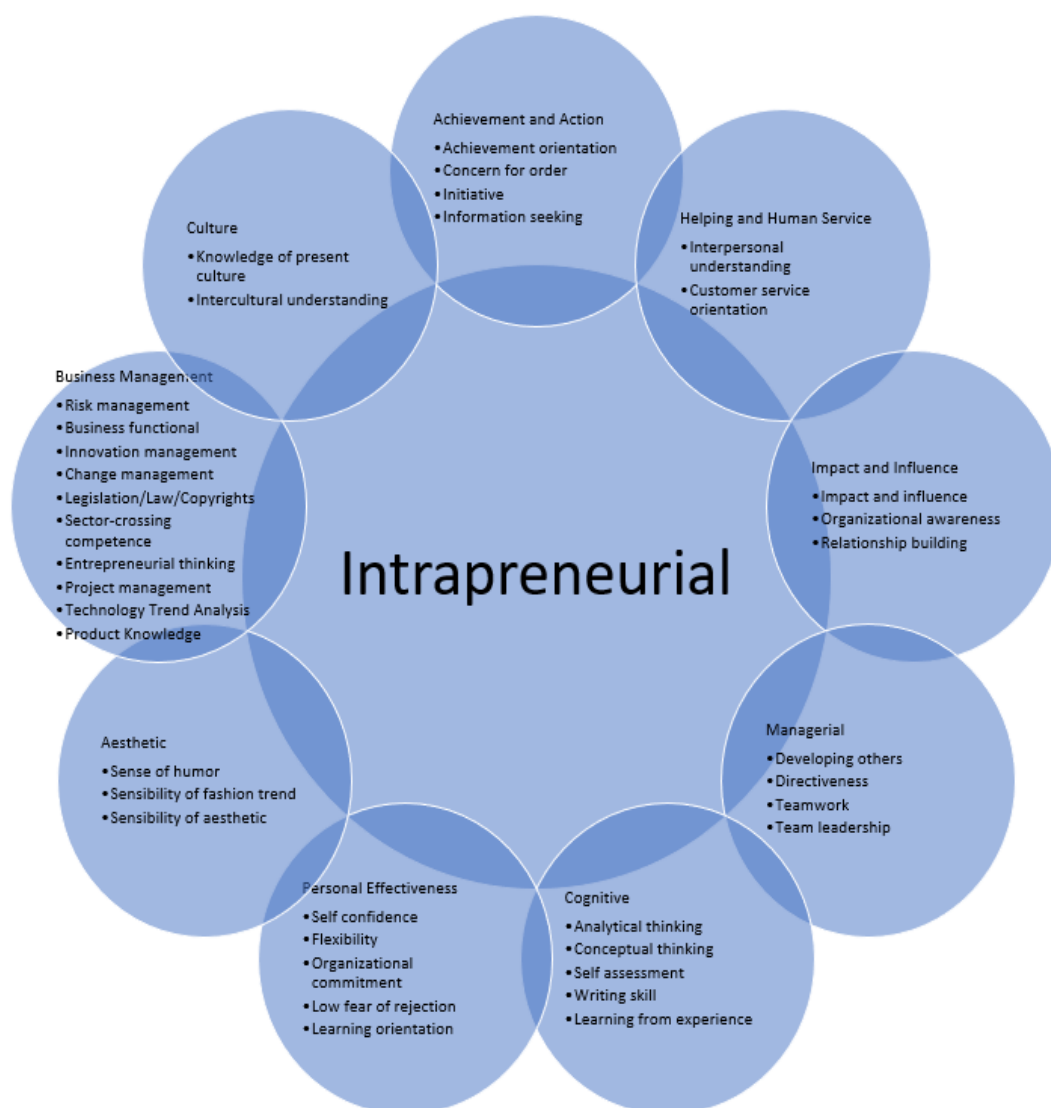 Achievement and Action
•Achievement orientation
•Concern for order
•Initiative
•Information seeking
Helping and Human Service
•Interpersonal
understanding
•Customer service
orientation
Impact and Influence
•Impact and influence
•Organizational awareness
•Relationship building
Managerial
•Developing others
•Directiveness
•Teamwork
•Team leadership
Cognitive
•Analytical thinking
•Conceptual thinking
•Self assessment
•Writing skill
•Learning from experience
Personal Effectiveness
•Self confidence
•Flexibility
•Organizational
commitment
•Low fear of rejection
•Learning orientation
Aesthetic
•Sense of humor
•Sensibility of fashion trend
•Sensibility of aesthetic
Business Management
•Risk management
•Business functional
•Innovation management
•Change management
•Legislation/Law/Copyrights
•Sector-crossing
competence
•Entrepreneurial thinking
•Project management
•Technology Trend Analysis
•Product Knowledge
Culture
•Knowledge of present
culture
•Intercultural understanding
Intrapreneurial